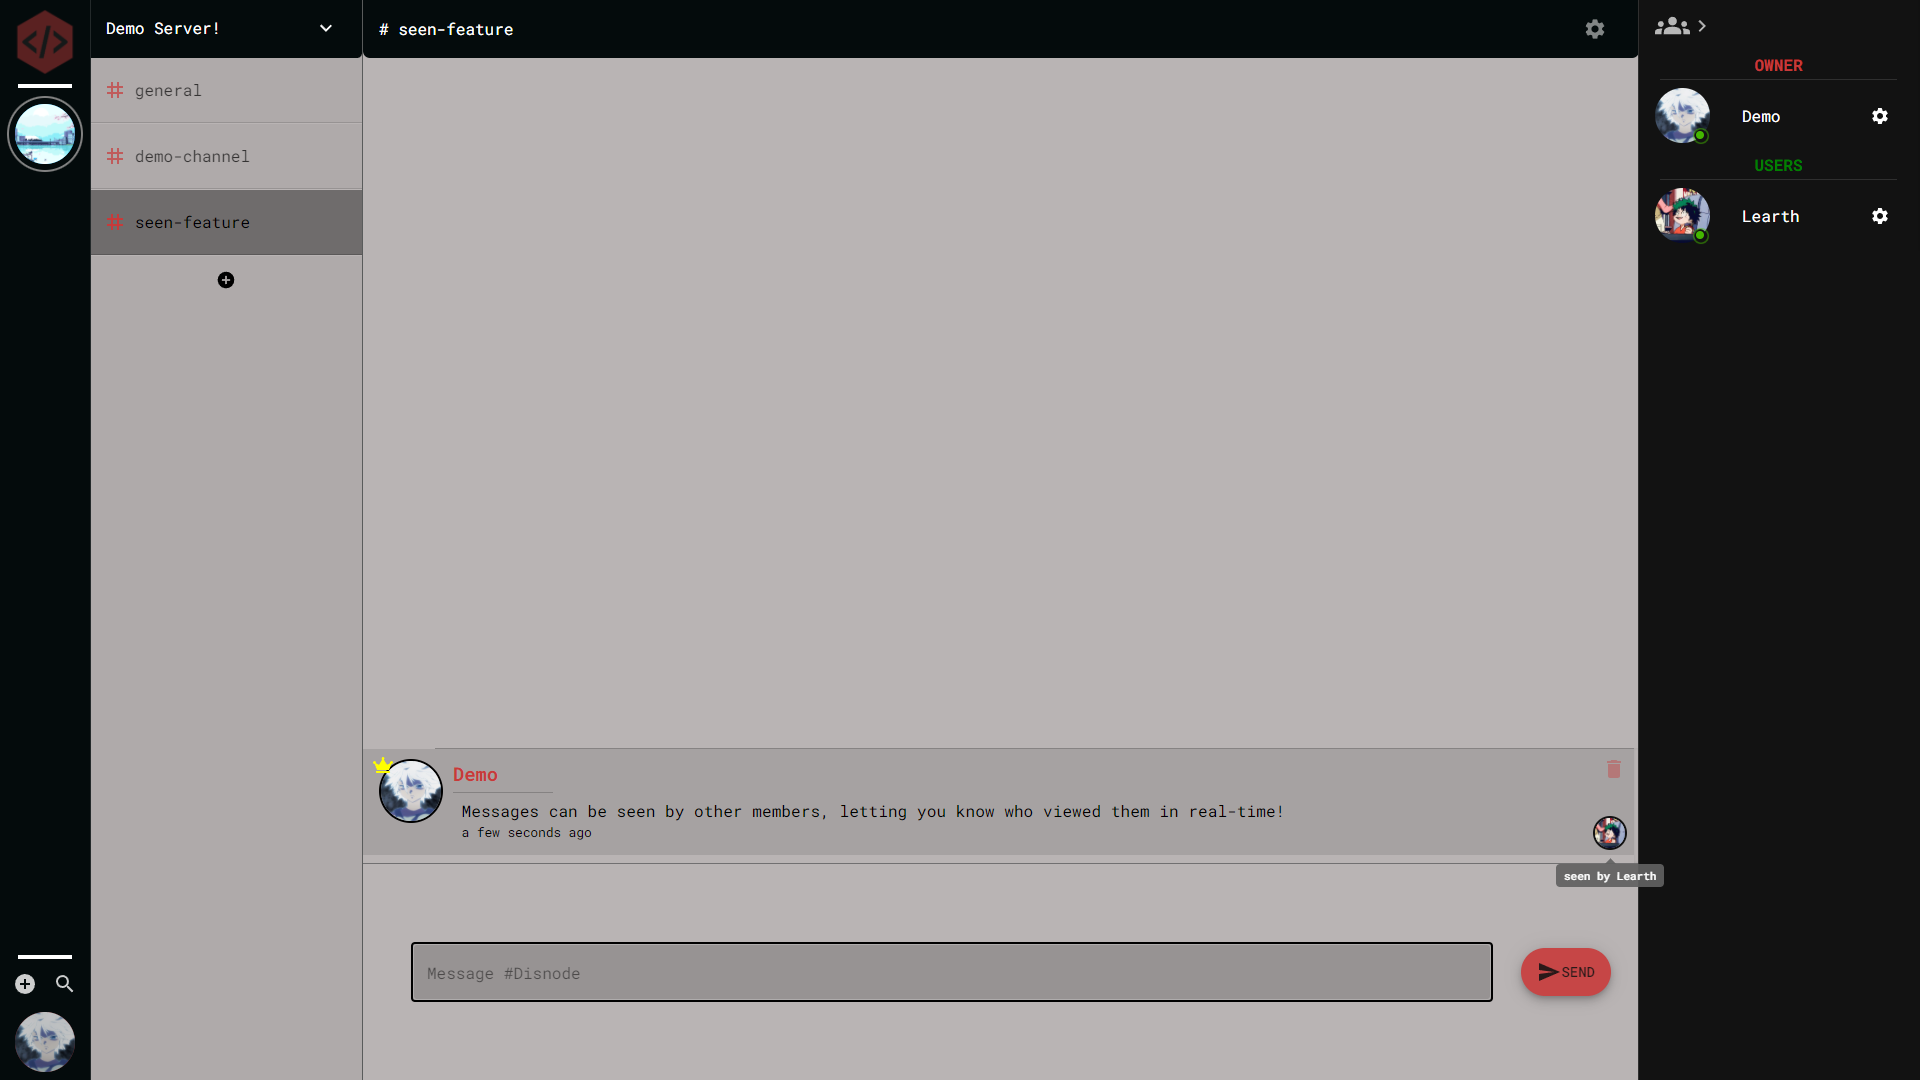 Demo Server!
# seen-feature
general
demo-channel
seen-feature
OWNER
Demo
USERS
Learth
Demo
Messages can be seen by other members, letting you know who viewed them in real-time!
a few seconds ago
seen by Learth
Message #Disnode
SEND